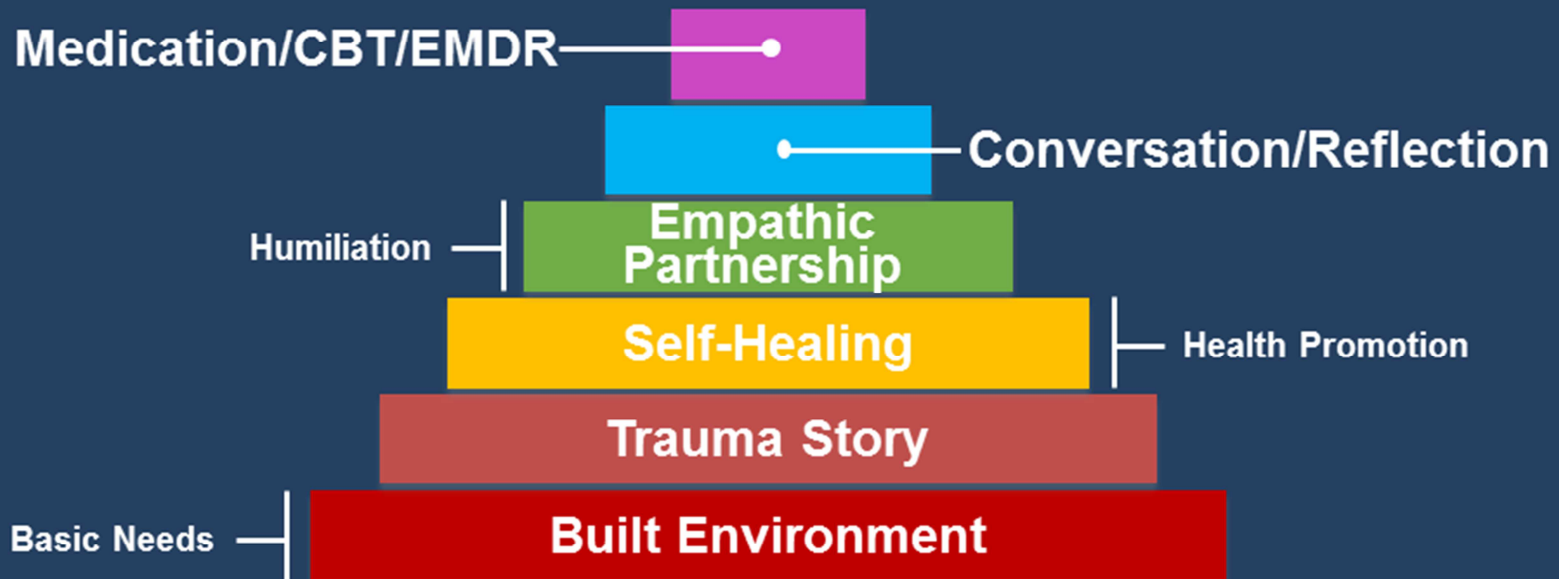 Medication/CBT/EMDR
Conversation/Reflection
Humiliation
Empathic
Partnership
Self-Healing
Health Promotion
Trauma Story
Basic Needs
Built Environment